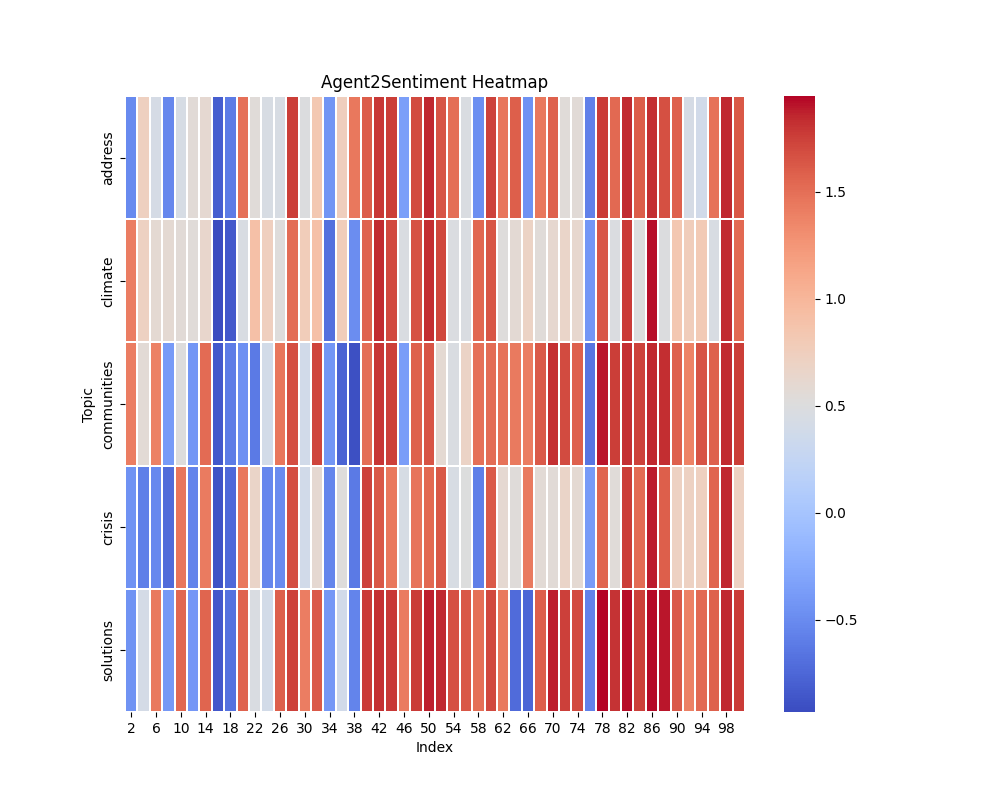 Agent2Sentiment Heatmap
Topic
address
climate
communities
crisis
solutions
2 6 10 14 18 22 26 30 34 38 42 46 50 54 58 62 66 70 74 78 82 86 90 94 98
Index
1.5
1.0
0.5
0.0
−0.5